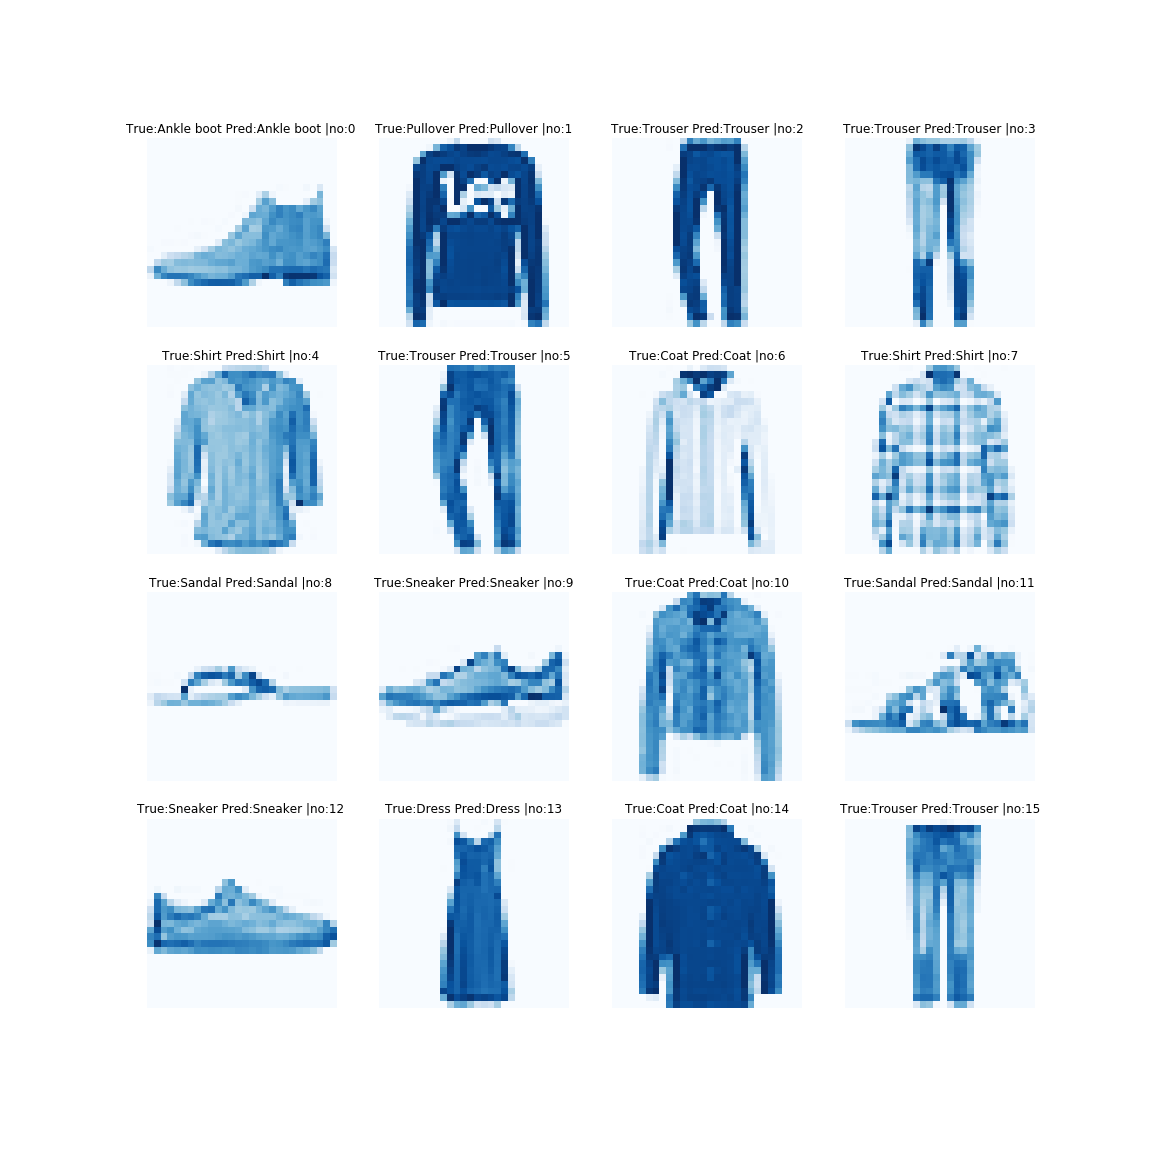 True:Ankle boot Pred:Ankle boot |no:0
True:Pullover Pred:Pullover |no:1
True:Trouser Pred:Trouser |no:2
True:Trouser Pred:Trouser |no:3
True:Shirt Pred:Shirt |no:4
True:Trouser Pred:Trouser |no:5
True:Coat Pred:Coat |no:6
True:Shirt Pred:Shirt |no:7
True:Sandal Pred:Sandal |no:8
True:Sneaker Pred:Sneaker |no:9
True:Coat Pred:Coat |no:10
True:Sandal Pred:Sandal |no:11
True:Sneaker Pred:Sneaker |no:12
True:Dress Pred:Dress |no:13
True:Coat Pred:Coat |no:14
True:Trouser Pred:Trouser |no:15